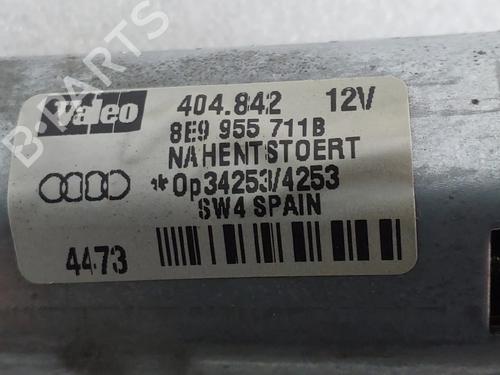 Valeo 404.842 12V
8E9 955 711B
NAHENTSTOERT
*0p34253/4253
SW4 SPAIN
4473
B-PARTS